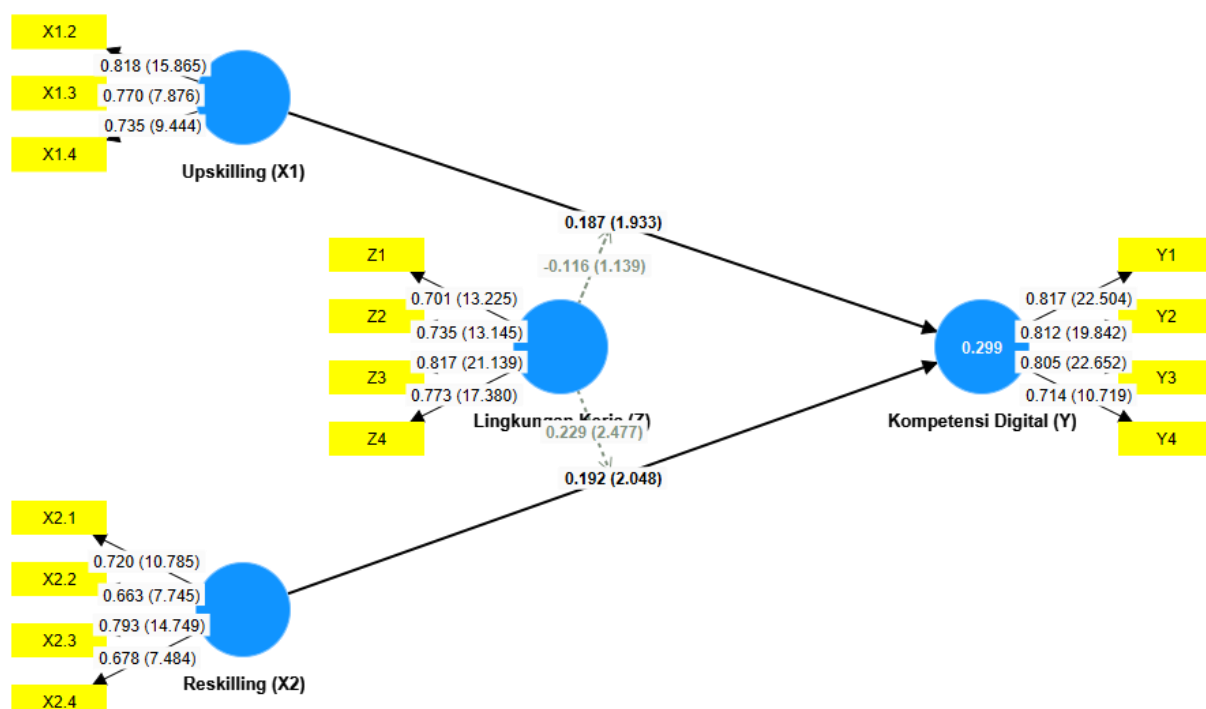 X1.2
0.818 (15.865)
X1.3
0.770 (7.876)
0.735 (9.444)
X1.4
Upskilling (X1)
0.187 (1.933)
Z1
-0.116 (1.139)
Y1
0.701 (13.225)
0.817 (22.504)
Z2
0.735 (13.145)
0.299
0.812 (19.842)
Y2
Z3
0.817 (21.139)
0.805 (22.652)
Y3
0.773 (17.380)
0.714 (10.719)
Z4
Lingkungan Kerja (Z)
Kompetensi Digital (Y)
Y4
0.229 (2.477)
0.192 (2.048)
X2.1
0.720 (10.785)
X2.2
0.663 (7.745)
0.793 (14.749)
X2.3
0.678 (7.484)
Reskilling (X2)
X2.4